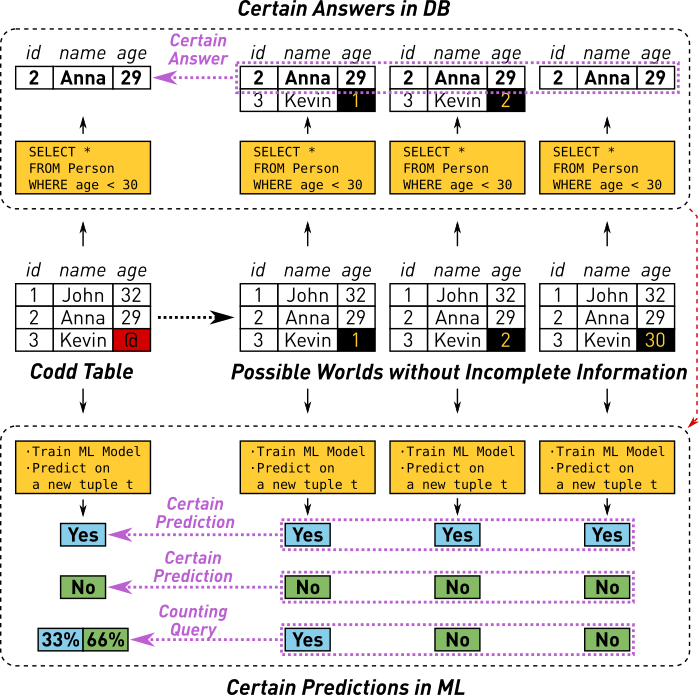 Certain Answers in DB
id name age
2 Anna 29
Certain
Answer
id name age
2 Anna 29
3 Kevin 1
id name age
2 Anna 29
3 Kevin 2
id name age
2 Anna 29
SELECT *
FROM Person
WHERE age < 30
SELECT *
FROM Person
WHERE age < 30
SELECT *
FROM Person
WHERE age < 30
SELECT *
FROM Person
WHERE age < 30
id name age
1 John 32
2 Anna 29
3 Kevin @
id name age
1 John 32
2 Anna 29
3 Kevin 1
id name age
1 John 32
2 Anna 29
3 Kevin 2
id name age
1 John 32
2 Anna 29
3 Kevin 30
Codd Table
Possible Worlds without Incomplete Information
·Train ML Model
·Predict on
a new tuple t
·Train ML Model
·Predict on
a new tuple t
·Train ML Model
·Predict on
a new tuple t
·Train ML Model
·Predict on
a new tuple t
Certain
Prediction
Yes Yes Yes Yes
Certain
Prediction
No No No No
Counting
Query
33% 66% Yes No No
Certain Predictions in ML